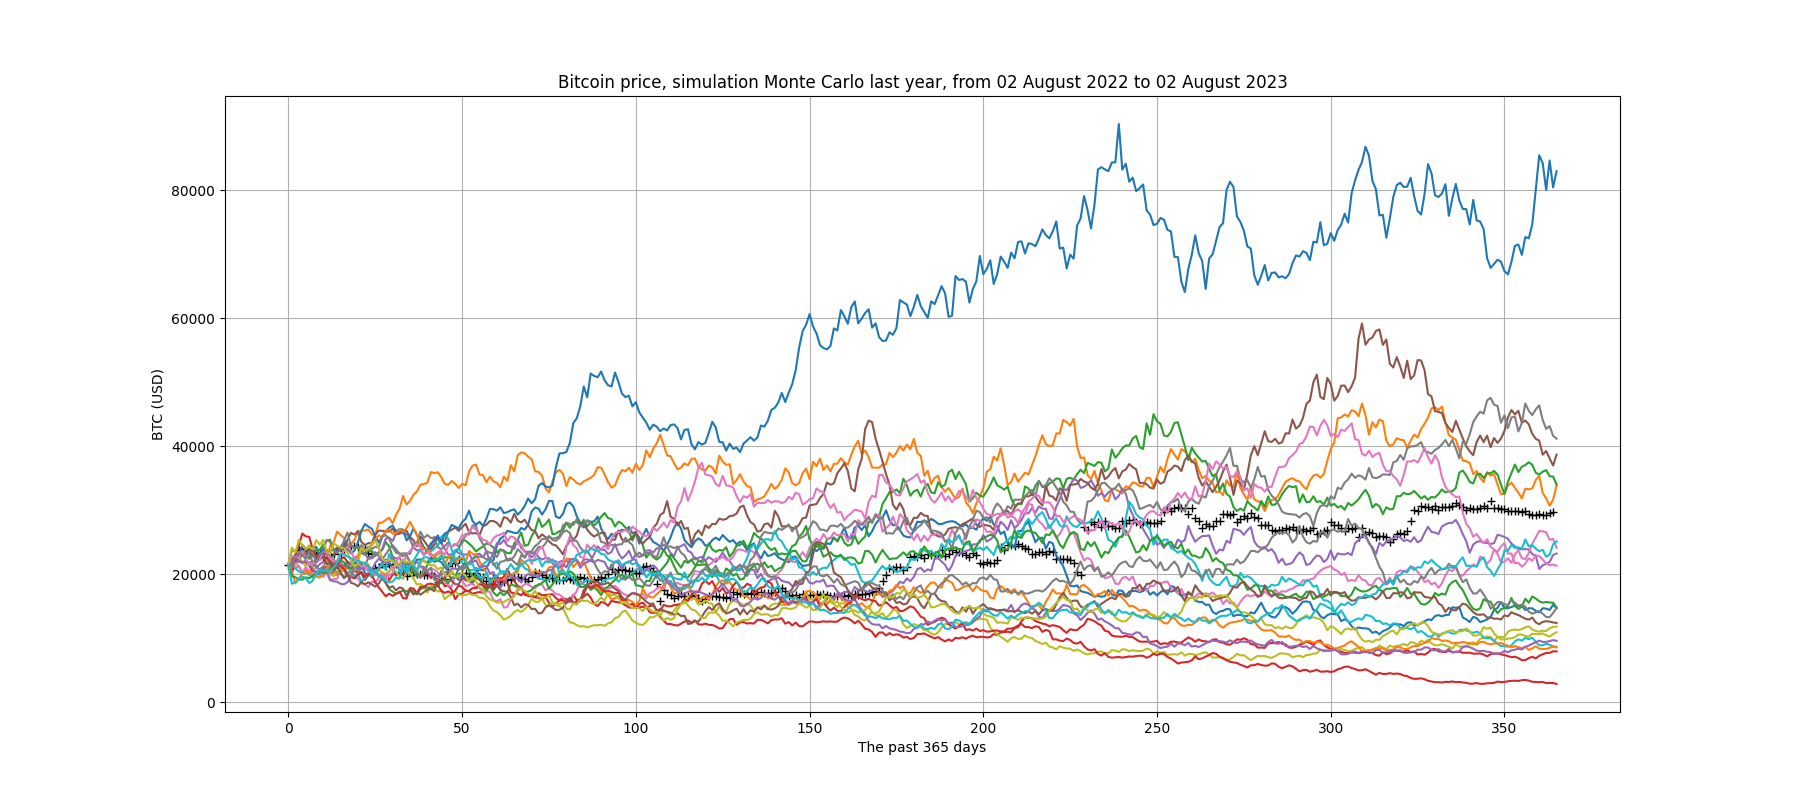 Bitcoin price, simulation Monte Carlo last year, from 02 August 2022 to 02 August 2023
BTC (USD)
80000
60000
40000
20000
0
0 50 100 150 200 250 300 350
The past 365 days